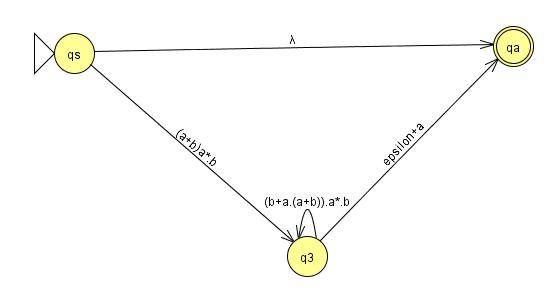 qs
λ
qa
(a+b)a*.b
epsilon+a
(b+a.(a+b)).a*.b
q3